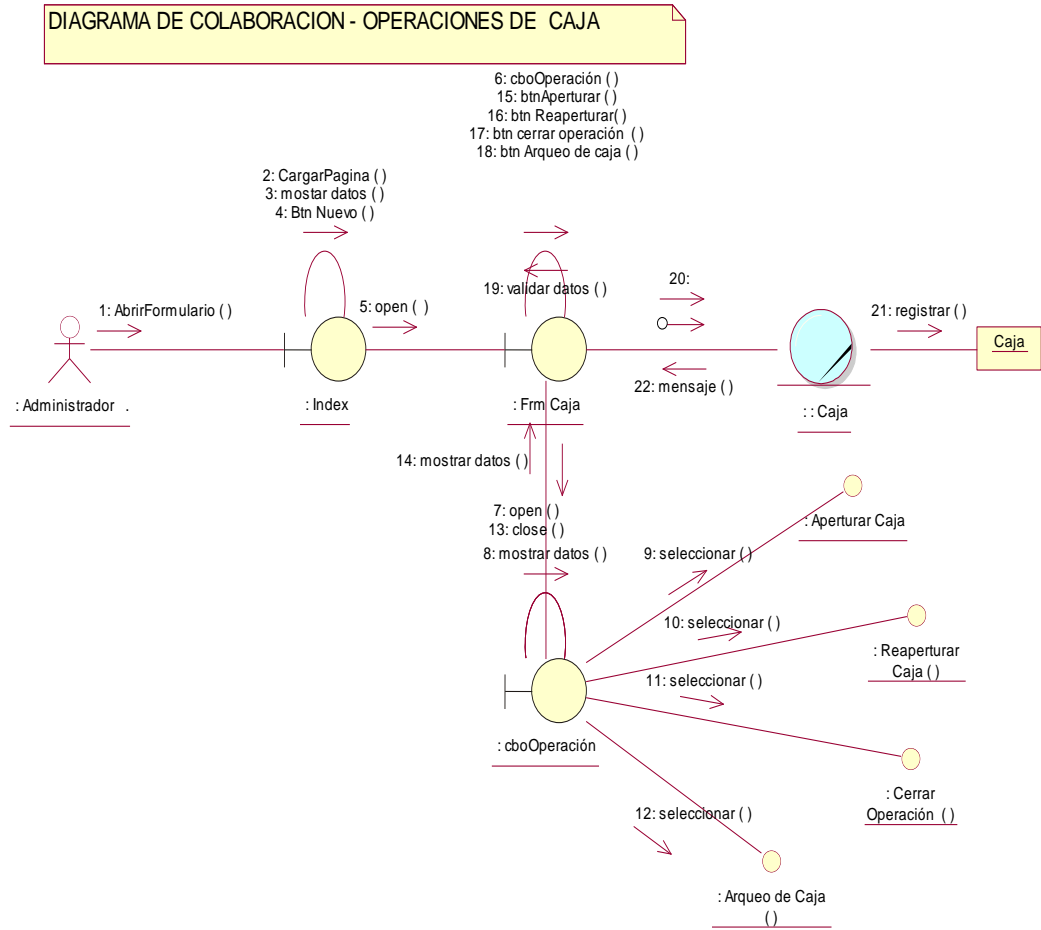 DIAGRAMA DE COLABORACION - OPERACIONES DE CAJA
6: cboOperación ( )
15: btnAperturar ( )
16: btn Reaperturar( )
17: btn cerrar operación ( )
18: btn Arqueo de caja ( )
2: CargarPagina ( )
3: mostar datos ( )
4: Btn Nuevo ( )
1: AbrirFormulario ( )
5: open ( )
19: validar datos ( )
20:
21: registrar ( )
22: mensaje ( )
Caja
: Administrador .
: Index
: Frm Caja
: : Caja
14: mostrar datos ( )
7: open ( )
13: close ( )
8: mostrar datos ( )
9: seleccionar ( )
: Aperturar Caja
10: seleccionar ( )
: Reaperturar
Caja ( )
11: seleccionar ( )
: cboOperación
: Cerrar
Operación ( )
12: seleccionar ( )
: Arqueo de Caja
( )